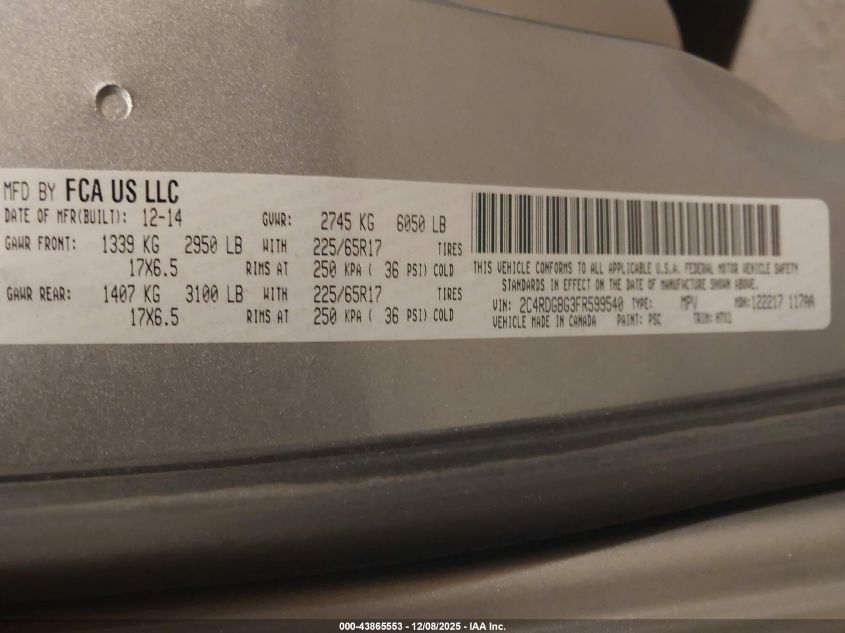 MFD BY FCA US LLC
DATE OF MFR(BUILT): 12-14 GVWR: 2745 KG 6050 LB
GAWR FRONT: 1339 KG 2950 LB WITH 225/65R17 TIRES
17X6.5 RIMS AT 250 KPA ( 36 PSI) COLD
GAWR REAR: 1407 KG 3100 LB WITH 225/65R17 TIRES
17X6.5 RIMS AT 250 KPA ( 36 PSI) COLD
THIS VEHICLE CONFORMS TO ALL APPLICABLE U.S.A. FEDERAL MOTOR VEHICLE SAFETY
STANDARDS IN EFFECT ON THE DATE OF MANUFACTURE SHOWN ABOVE.
VIN: 2C4RDGBG3FR599540 TYPE: MPV MDH: 122217 117AA
VEHICLE MADE IN CANADA PAINT: PSC TRIM:
000-43865553 - 12/08/2025 - IAA Inc.